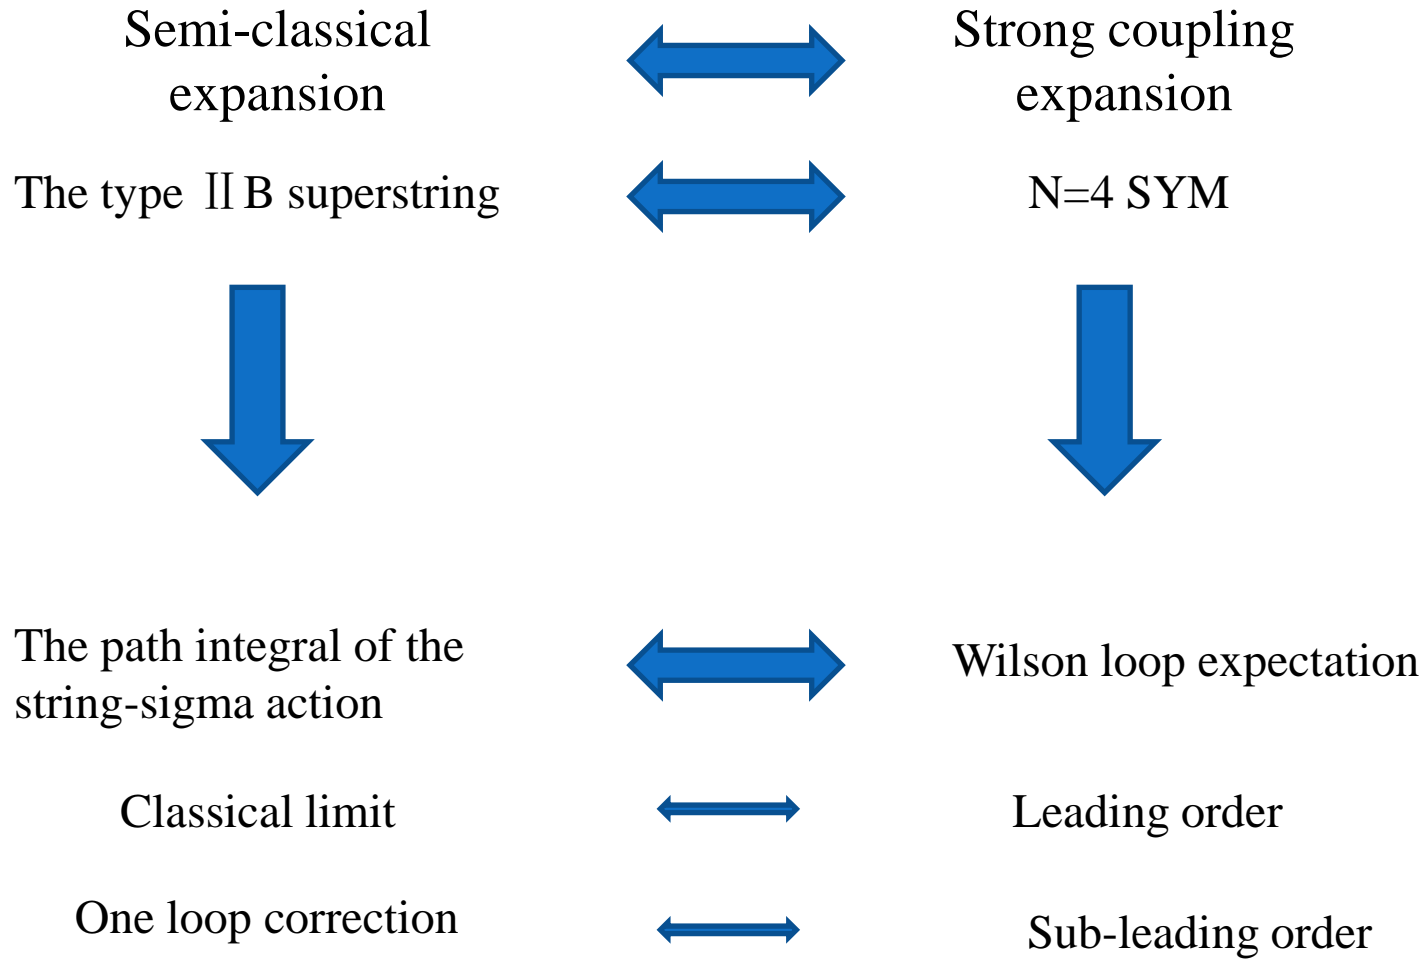 Semi-classical
expansion
Strong coupling
expansion
The type ⅡB superstring
N=4 SYM
The path integral of the
string-sigma action
Wilson loop expectation
Classical limit
Leading order
One loop correction
Sub-leading order